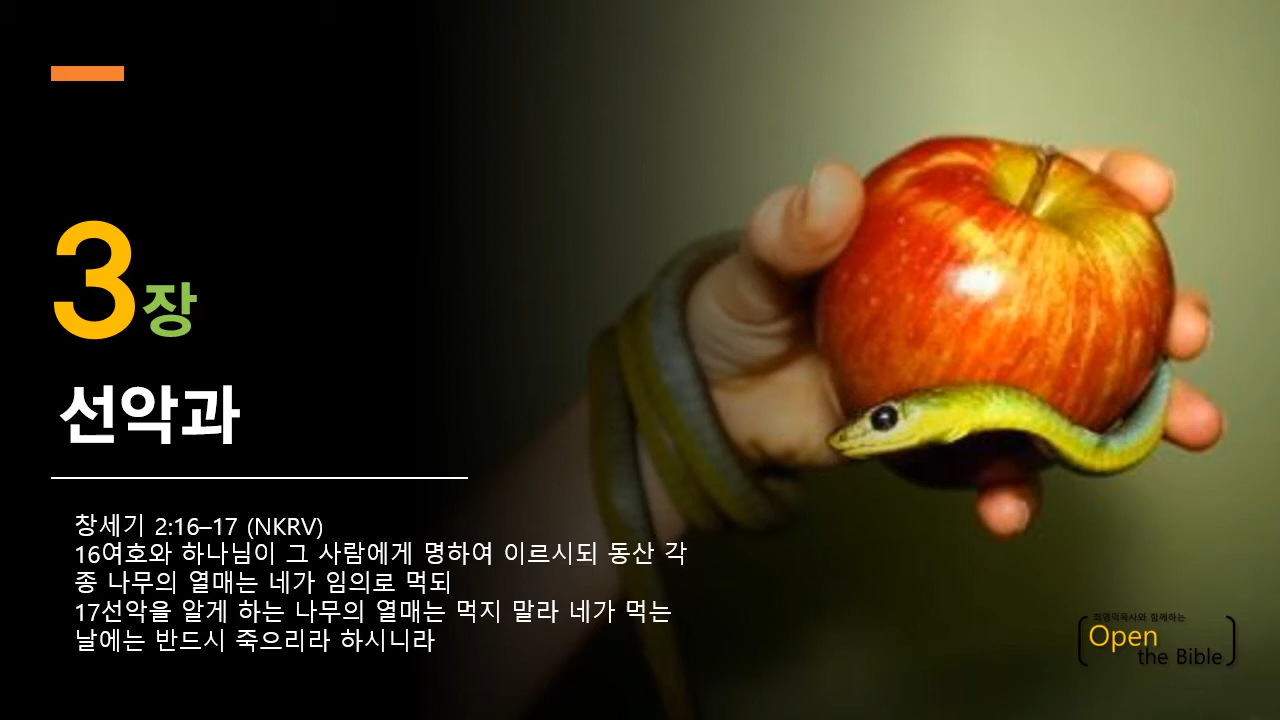 3장
선악과
창세기 2:16–17 (NKRV)
16여호와 하나님이 그 사람에게 명하여 이르시되 동산 각
종 나무의 열매는 네가 임의로 먹되
17선악을 알게 하는 나무의 열매는 먹지 말라 네가 먹는
날에는 반드시 죽으리라 하시니라
함께하는
Open
the Bible